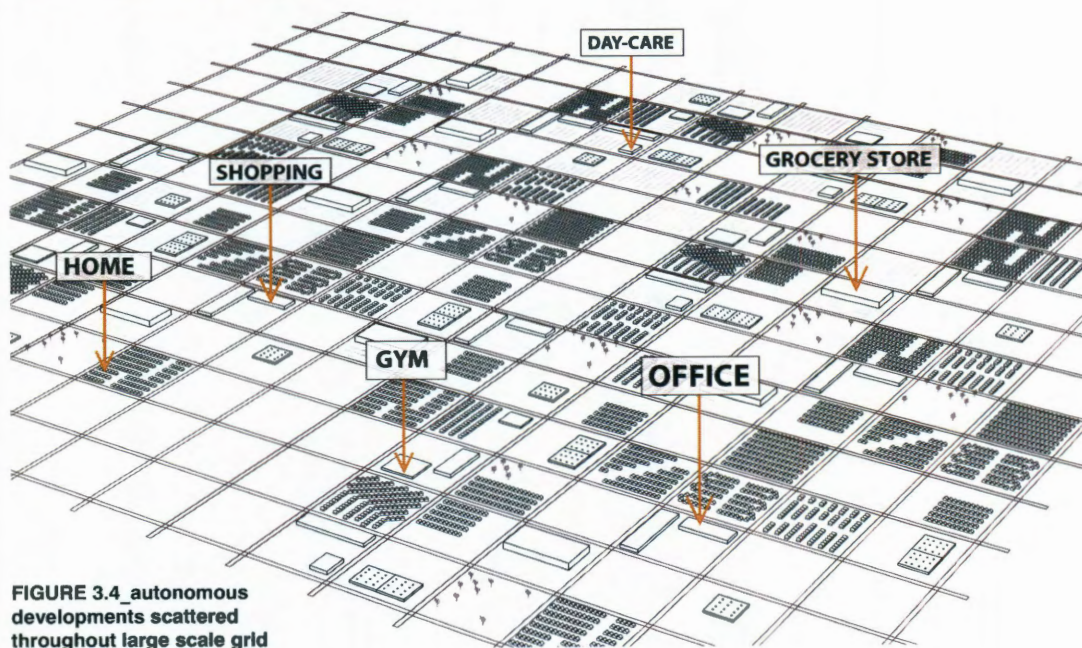 DAY-CARE
GROCERY STORE
SHOPPING
HOME
GYM
OFFICE
FIGURE 3.4_autonomous
developments scattered
throughout large scale grid